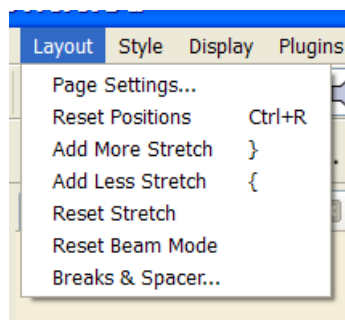 Layout Style Display Plugins
Page Settings...
Reset Positions Ctrl+R
Add More Stretch }
Add Less Stretch {
Reset Stretch
Reset Beam Mode
Breaks & Spacer...